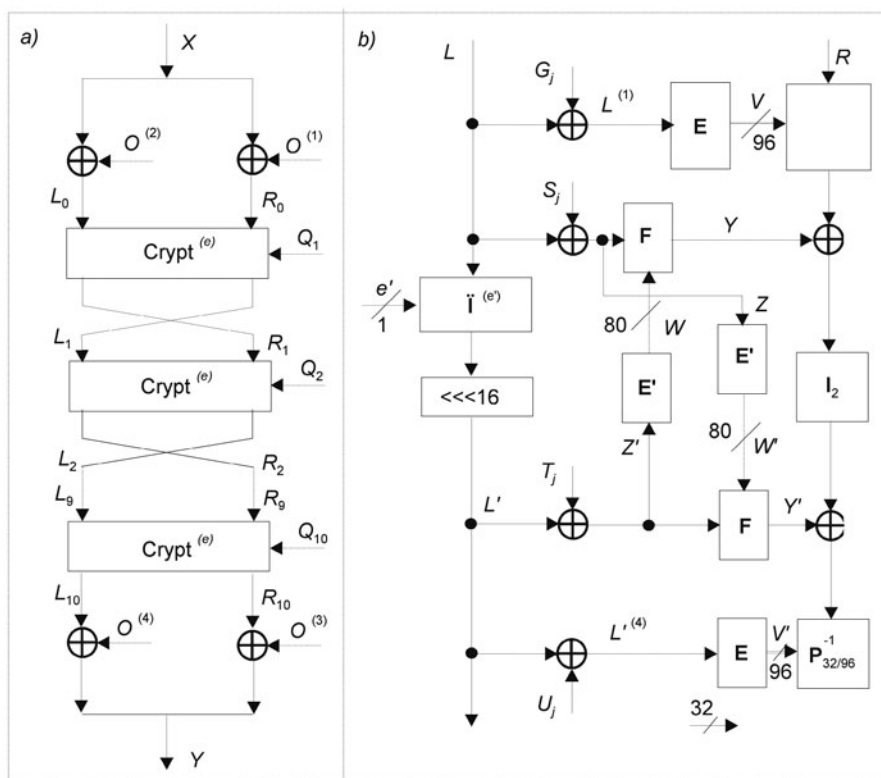 a)
X
O (2)
O (1)
L0
R0
Crypt (e)
Q1
L1
R1
Crypt (e)
Q2
L2
R2
L9
R9
Crypt (e)
Q10
L10
R10
O (4)
O (3)
Y
b)
L
R
Gj
L (1)
E
V
96
Sj
F
Y
e'
1
Ï (e')
80
W
Z
E'
E'
I2
<<<16
80
W'
Z'
Tj
L'
F
Y'
L' (4)
E
V'
96
P -1 32/96
Uj
32